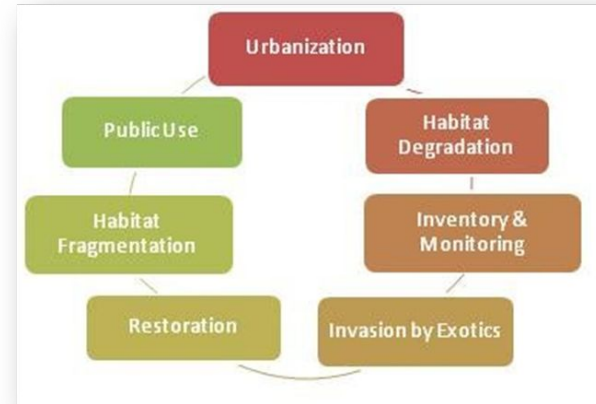 Urbanization
Habitat
Degradation
Inventory &
Monitoring
Invasion by Exotics
Restoration
Habitat
Fragmentation
Public Use